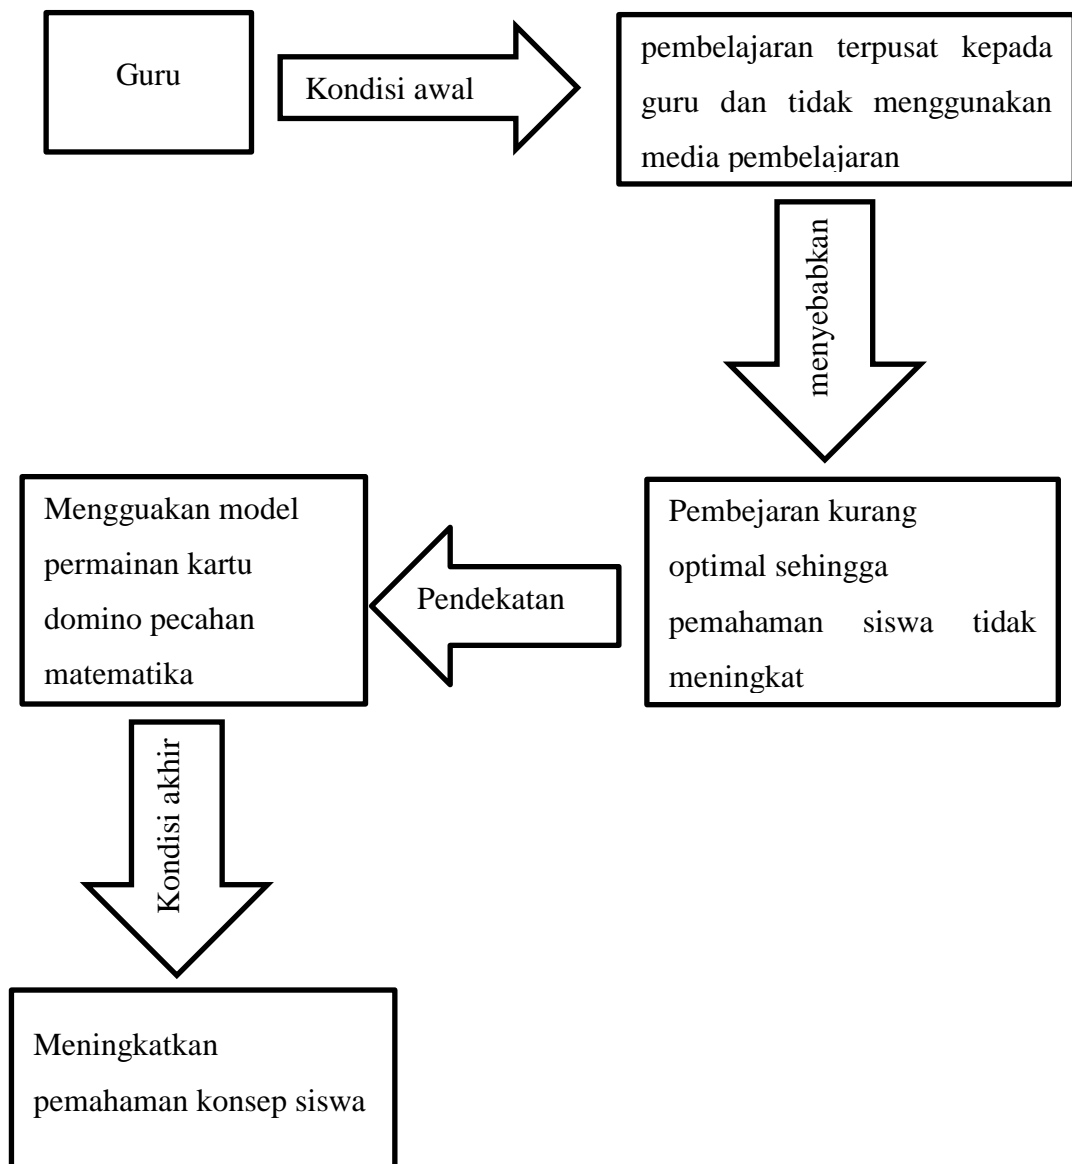 Guru
Kondisi awal
pembelajaran terpusat kepada
guru dan tidak menggunakan
media pembelajaran
menyebabkan
Pembejaran kurang
optimal sehingga
pemahaman siswa tidak
meningkat
Pendekatan
Mengguakan model
permainan kartu
domino pecahan
matematika
Kondisi akhir
Meningkatkan
pemahaman konsep siswa